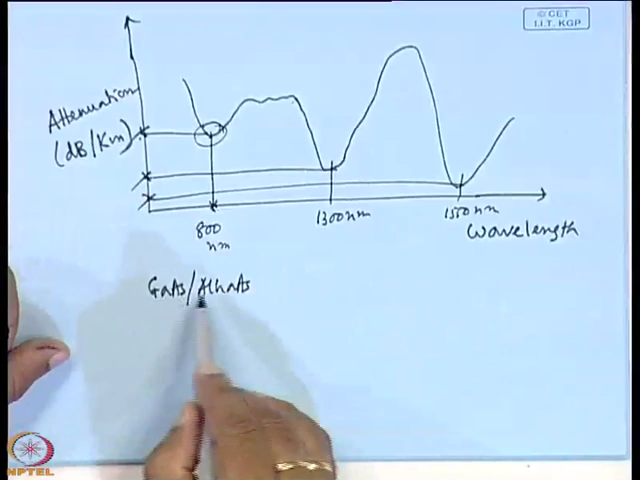 © CET
I.I.T. KGP
Attenuation
(dB/Km)
800
nm
1300nm
1550nm
Wavelength
GaAs/AlGaAs
NPTEL